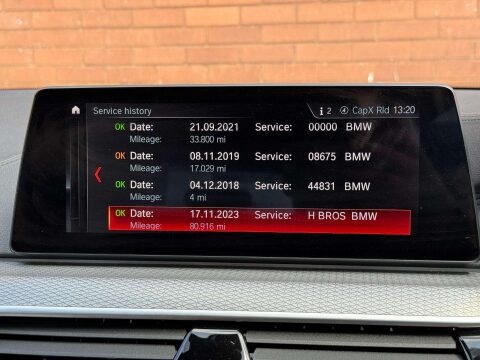 Service history 2 CapX Rld 13:20
OK Date: 21.09.2021 Service: 00000 BMW
Mileage: 33.800 mi
OK Date: 08.11.2019 Service: 08675 BMW
Mileage: 17.029 mi
OK Date: 04.12.2018 Service: 44831 BMW
Mileage: 4 mi
OK Date: 17.11.2023 Service: H BROS BMW
Mileage: 80.916 mi